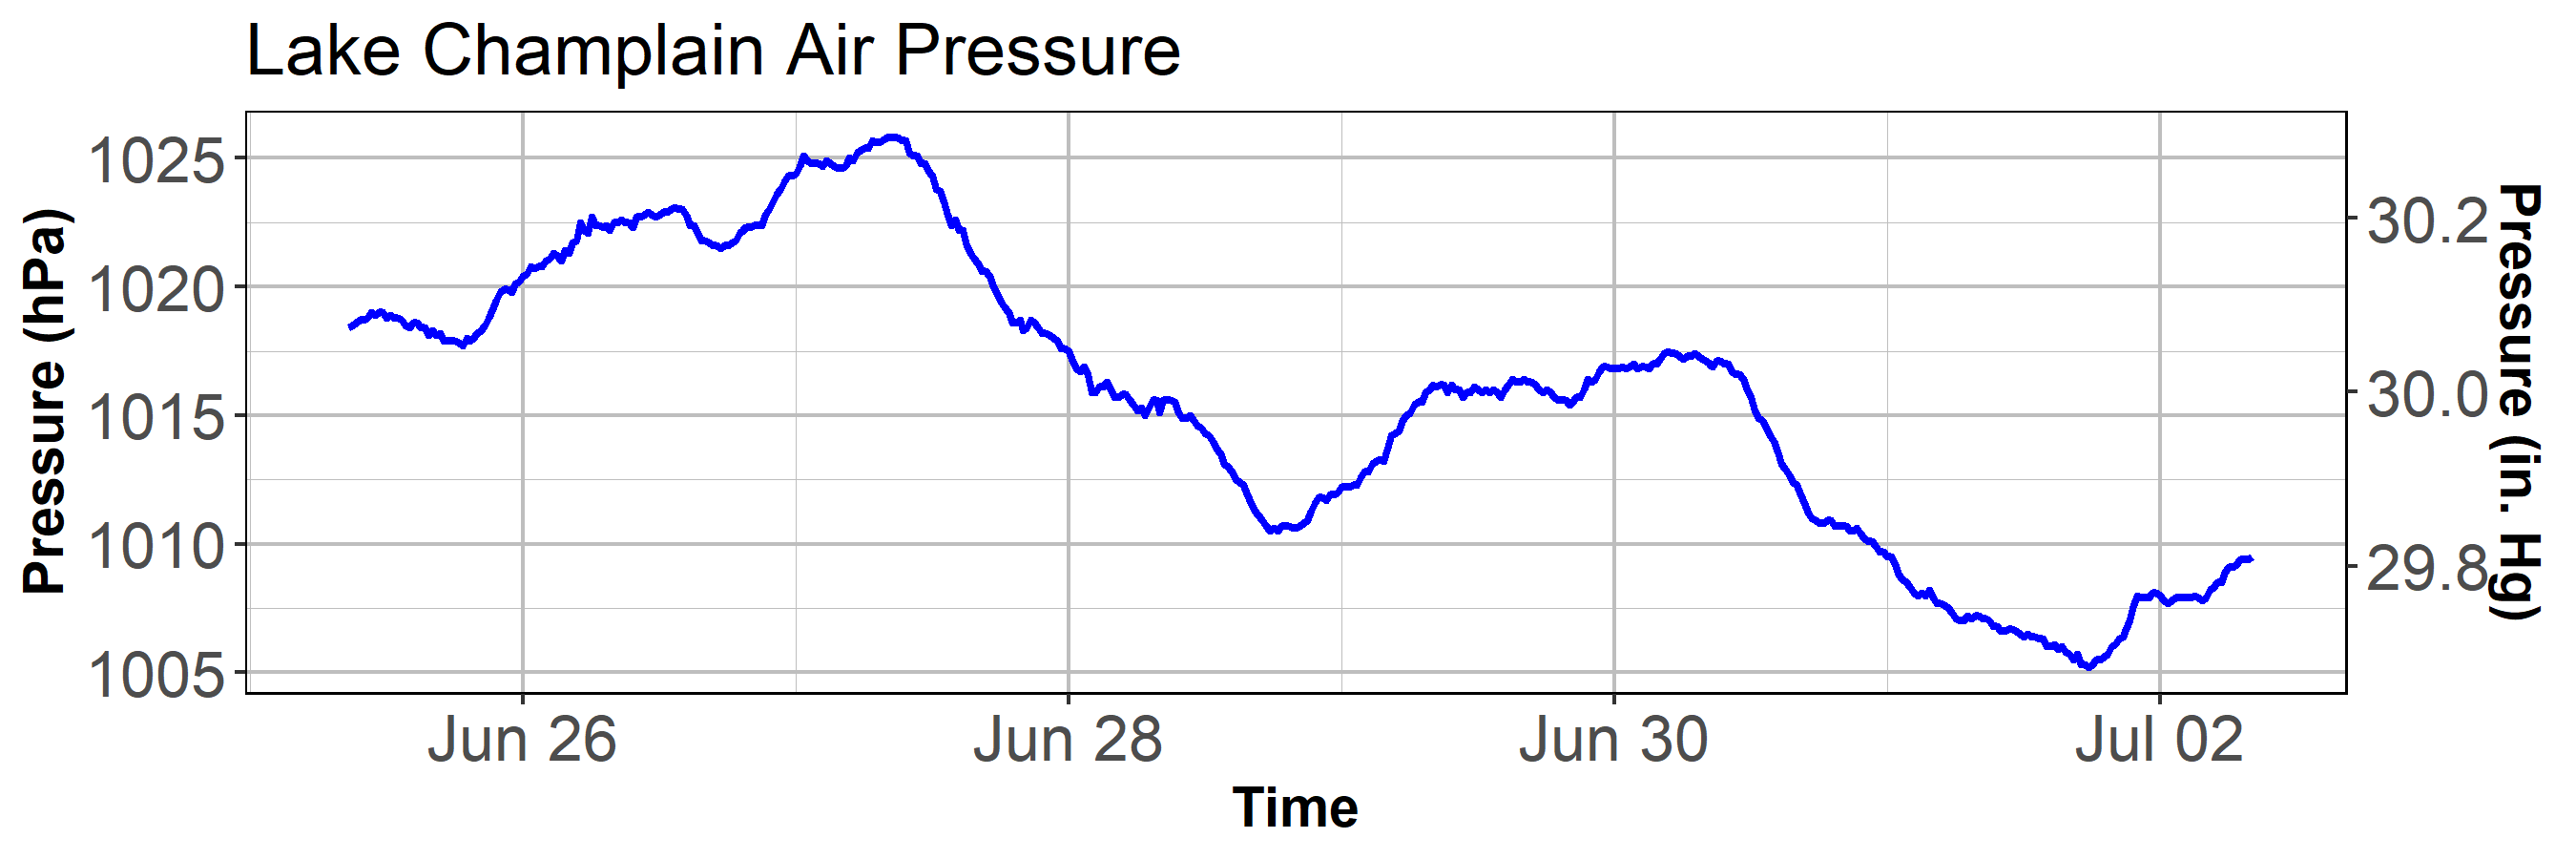 Lake Champlain Air Pressure
Pressure (hPa)
1025
1020
1015
1010
1005
30.2
30.0
29.8
Pressure (in. Hg)
Jun 26
Jun 28
Jun 30
Jul 02
Time